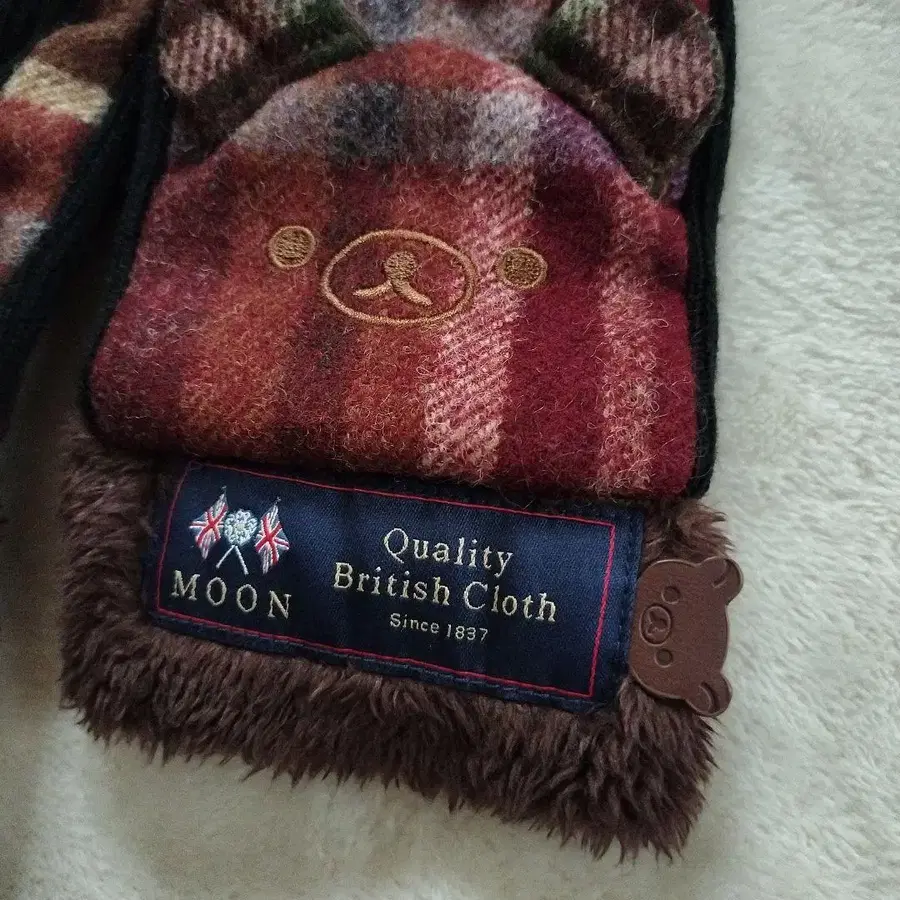 MOON
Quality
British Cloth
Since 1837